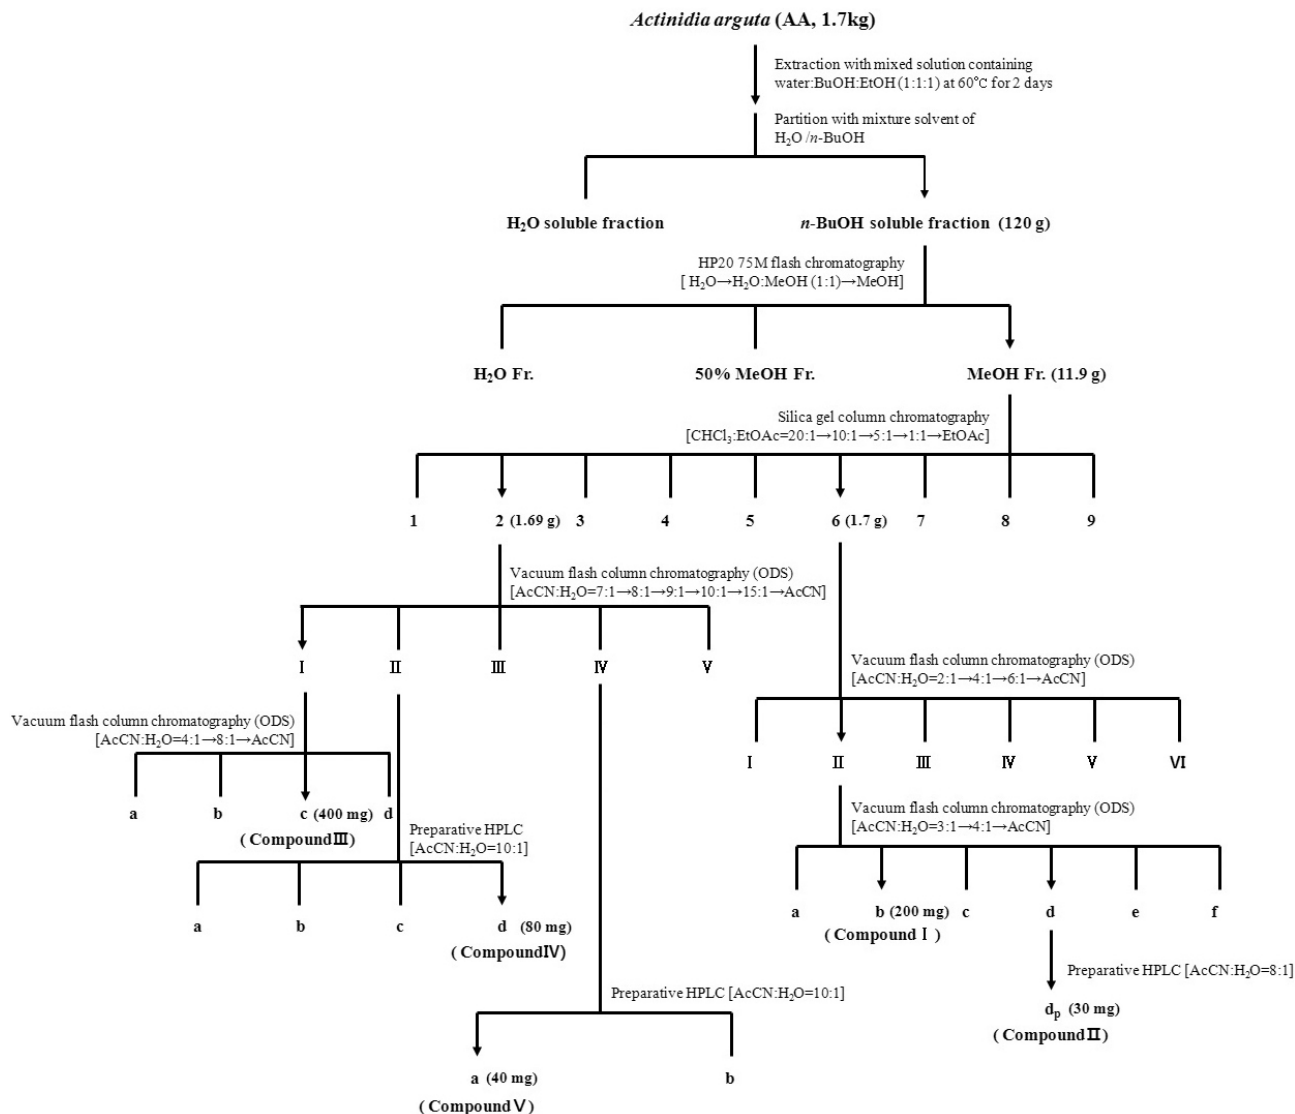 Actinidia arguta (AA, 1.7kg)
Extraction with mixed solution containing
water:BuOH:EtOH (1:1:1) at 60℃ for 2 days
Partition with mixture solvent of
H₂O /n-BuOH
H₂O soluble fraction
n-BuOH soluble fraction (120 g)
HP20 75M flash chromatography
[ H₂O→H₂O:MeOH (1:1)→MeOH]
H₂O Fr.
50% MeOH Fr.
MeOH Fr. (11.9 g)
Silica gel column chromatography
[CHCl₃:EtOAc=20:1→10:1→5:1→1:1→EtOAc]
1
2 (1.69 g)
3
4
5
6 (1.7 g)
7
8
9
Vacuum flash column chromatography (ODS)
[AcCN:H₂O=7:1→8:1→9:1→10:1→15:1→AcCN]
Ⅰ
Ⅱ
Ⅲ
Ⅳ
Ⅴ
Vacuum flash column chromatography (ODS)
[AcCN:H₂O=2:1→4:1→6:1→AcCN]
Ⅰ
Ⅱ
Ⅲ
Ⅳ
Ⅴ
Ⅵ
Vacuum flash column chromatography (ODS)
[AcCN:H₂O=4:1→8:1→AcCN]
a
b
c (400 mg)
d
( CompoundⅢ)
Vacuum flash column chromatography (ODS)
[AcCN:H₂O=3:1→4:1→AcCN]
Preparative HPLC
[AcCN:H₂O=10:1]
a
b
c
d (80 mg)
( CompoundⅣ)
a
b (200 mg)
c
d
e
f
( Compound Ⅰ )
Preparative HPLC [AcCN:H₂O=8:1]
dₚ (30 mg)
( CompoundⅡ)
Preparative HPLC [AcCN:H₂O=10:1]
a (40 mg)
b
( CompoundⅤ)